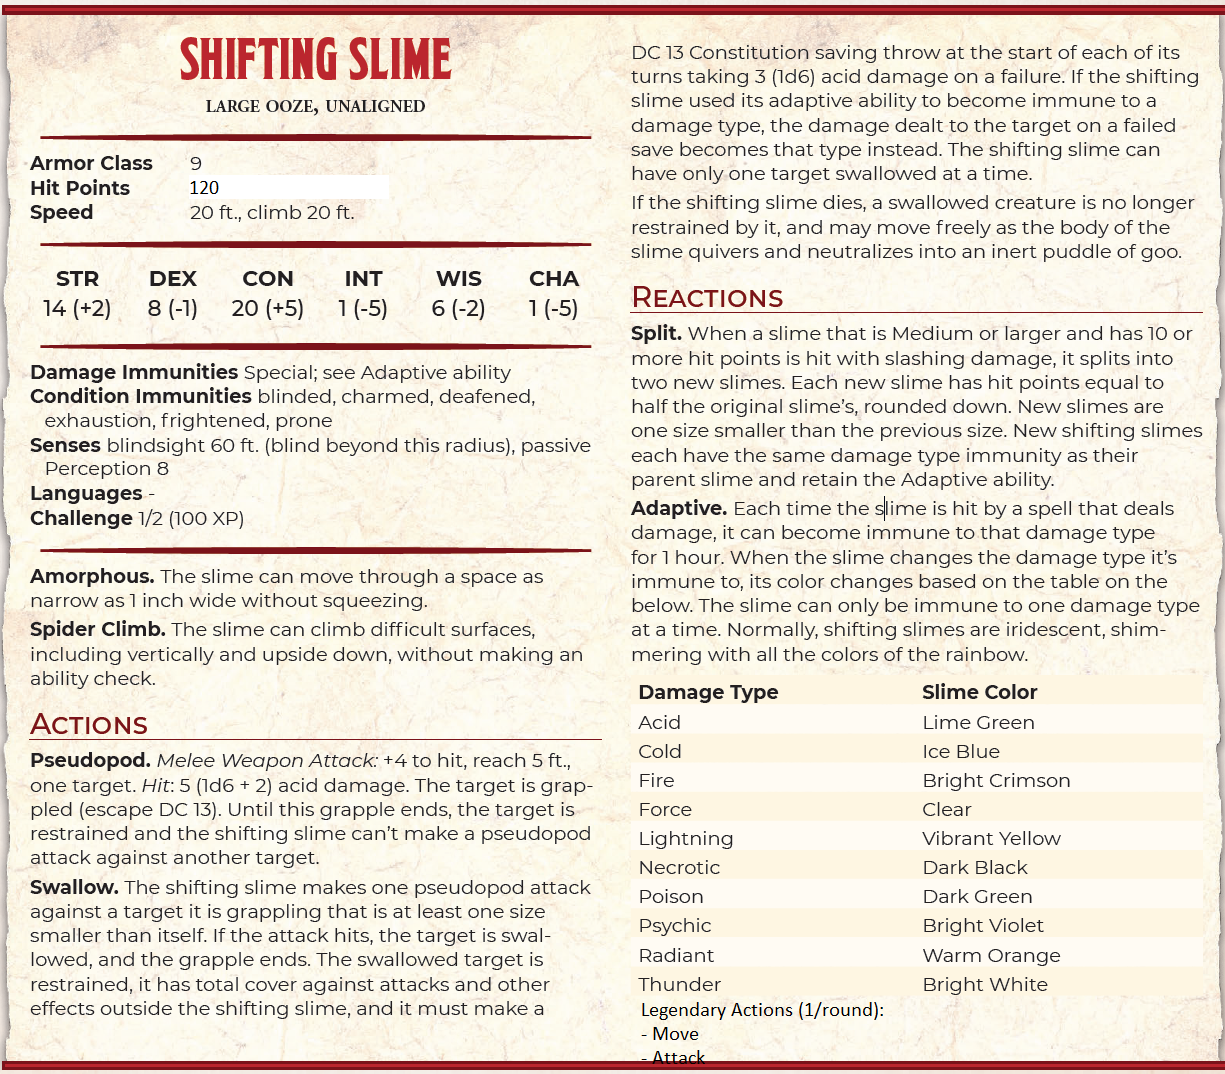 SHIFTING SLIME
LARGE OOZE, UNALIGNED
Armor Class 9
Hit Points 120
Speed 20 ft., climb 20 ft.
STR DEX CON INT WIS CHA
14 (+2) 8 (-1) 20 (+5) 1 (-5) 6 (-2) 1 (-5)
Damage Immunities Special; see Adaptive ability
Condition Immunities blinded, charmed, deafened,
exhaustion, frightened, prone
Senses blindsight 60 ft. (blind beyond this radius), passive
Perception 8
Languages -
Challenge 1/2 (100 XP)
Amorphous. The slime can move through a space as
narrow as 1 inch wide without squeezing.
Spider Climb. The slime can climb difficult surfaces,
including vertically and upside down, without making an
ability check.
ACTIONS
Pseudopod. Melee Weapon Attack: +4 to hit, reach 5 ft.,
one target. Hit: 5 (1d6 + 2) acid damage. The target is grap-
pled (escape DC 13). Until this grapple ends, the target is
restrained and the shifting slime can't make a pseudopod
attack against another target.
Swallow. The shifting slime makes one pseudopod attack
against a target it is grappling that is at least one size
smaller than itself. If the attack hits, the target is swal-
lowed, and the grapple ends. The swallowed target is
restrained, it has total cover against attacks and other
effects outside the shifting slime, and it must make a
DC 13 Constitution saving throw at the start of each of its
turns taking 3 (1d6) acid damage on a failure. If the shifting
slime used its adaptive ability to become immune to a
damage type, the damage dealt to the target on a failed
save becomes that type instead. The shifting slime can
have only one target swallowed at a time.
If the shifting slime dies, a swallowed creature is no longer
restrained by it, and may move freely as the body of the
slime quivers and neutralizes into an inert puddle of goo.
REACTIONS
Split. When a slime that is Medium or larger and has 10 or
more hit points is hit with slashing damage, it splits into
two new slimes. Each new slime has hit points equal to
half the original slime's, rounded down. New slimes are
one size smaller than the previous size. New shifting slimes
each have the same damage type immunity as their
parent slime and retain the Adaptive ability.
Adaptive. Each time the slime is hit by a spell that deals
damage, it can become immune to that damage type
for 1 hour. When the slime changes the damage type it's
immune to, its color changes based on the table on the
below. The slime can only be immune to one damage type
at a time. Normally, shifting slimes are iridescent, shim-
mering with all the colors of the rainbow.
Damage Type Slime Color
Acid Lime Green
Cold Ice Blue
Fire Bright Crimson
Force Clear
Lightning Vibrant Yellow
Necrotic Dark Black
Poison Dark Green
Psychic Bright Violet
Radiant Warm Orange
Thunder Bright White
Legendary Actions (1/round):
- Move
- Attack